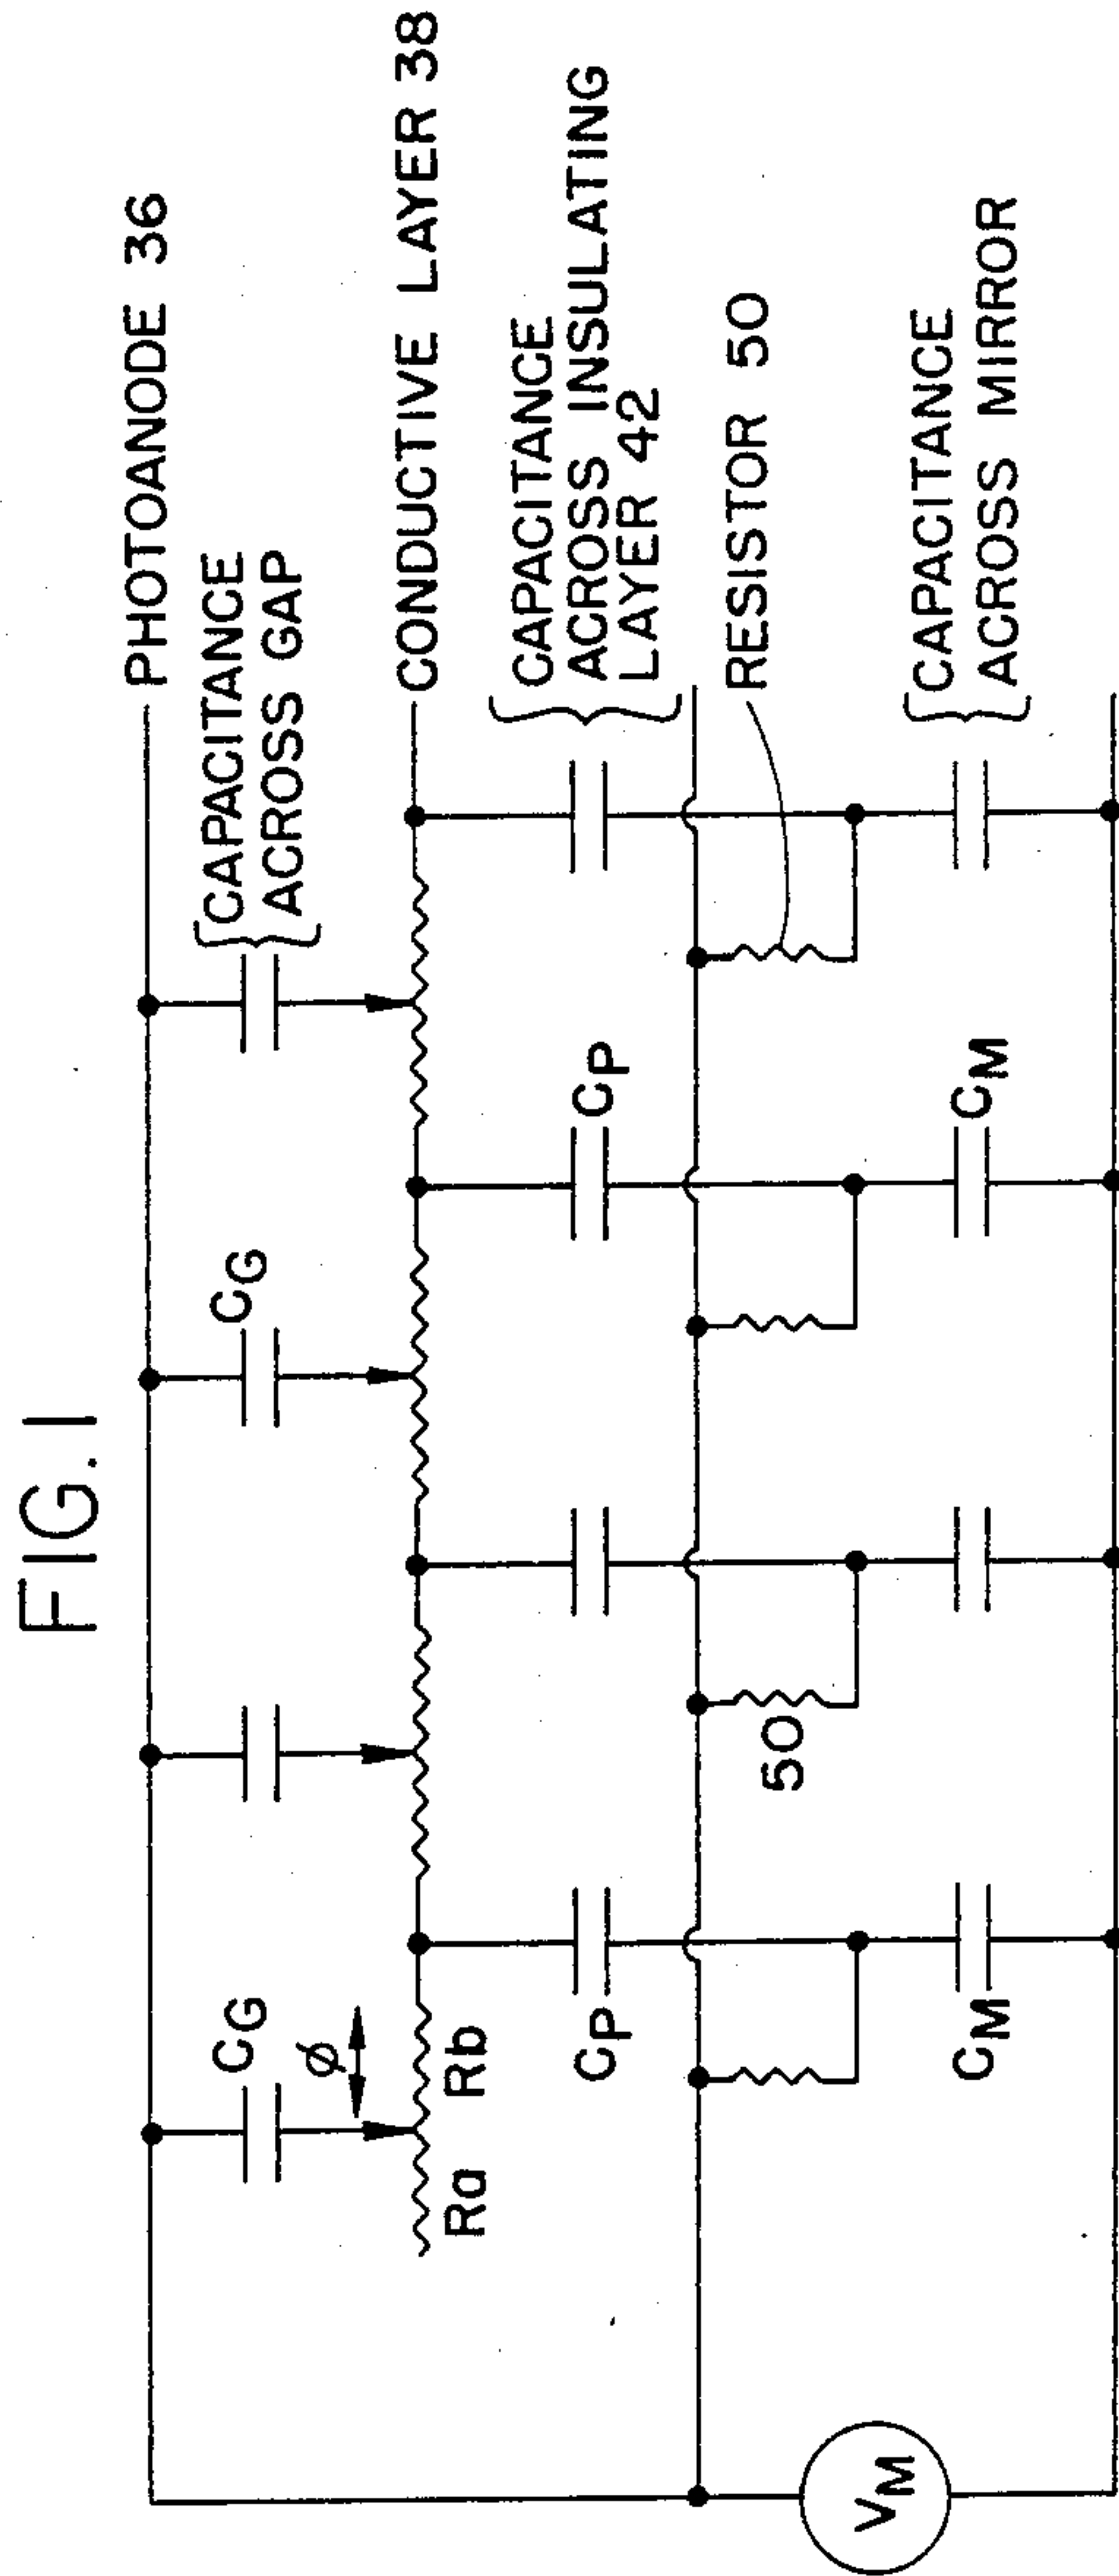 FIG. 1
PHOTOANODE 36
CAPACITANCE
ACROSS GAP
CG
CG
Ø
CONDUCTIVE LAYER 38
Ra
Rb
CAPACITANCE
ACROSS INSULATING
LAYER 42
CP
CP
RESISTOR 50
50
CAPACITANCE
ACROSS MIRROR
CM
CM
VM